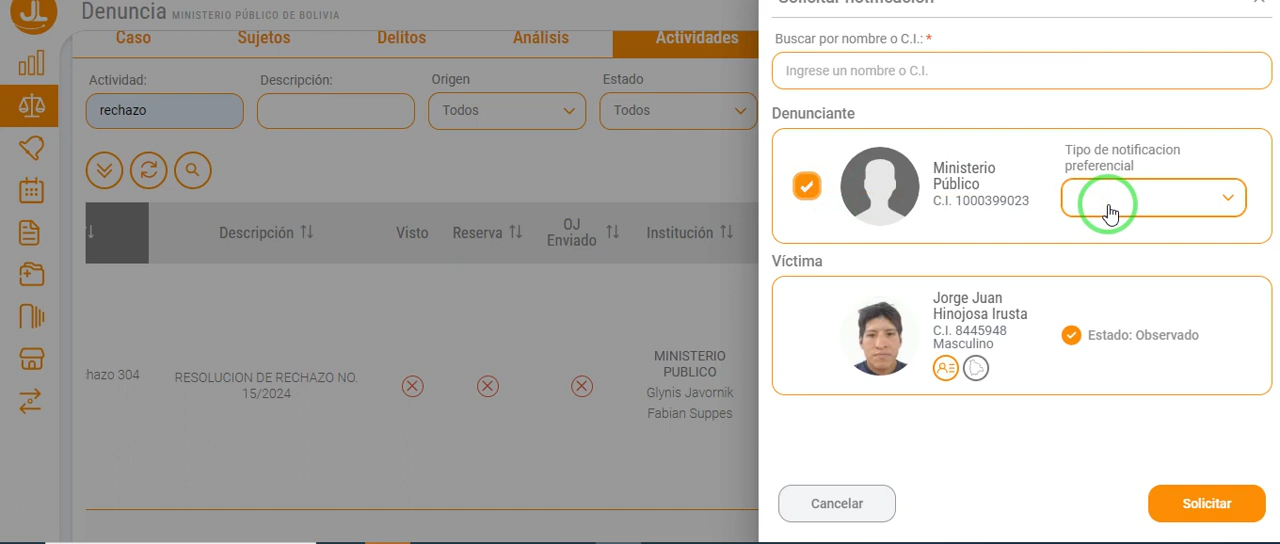 JL
Denuncia MINISTERIO PÚBLICO DE BOLIVIA
Caso Sujetos Delitos Análisis Actividades
Actividad: Descripción: Origen Estado
rechazo Todos Todos
Descripción Visto Reserva OJ Enviado Institución
hazo 304
RESOLUCION DE RECHAZO NO.
15/2024
MINISTERIO
PUBLICO
Glynis Javornik
Fabian Suppes
Solicitar notificación
Buscar por nombre o C.I.: *
Ingrese un nombre o C.I.
Denunciante
Ministerio
Público
C.I. 1000399023
Tipo de notificacion
preferencial
Víctima
Jorge Juan
Hinojosa Irusta
C.I. 8445948
Masculino
Estado: Observado
Cancelar Solicitar